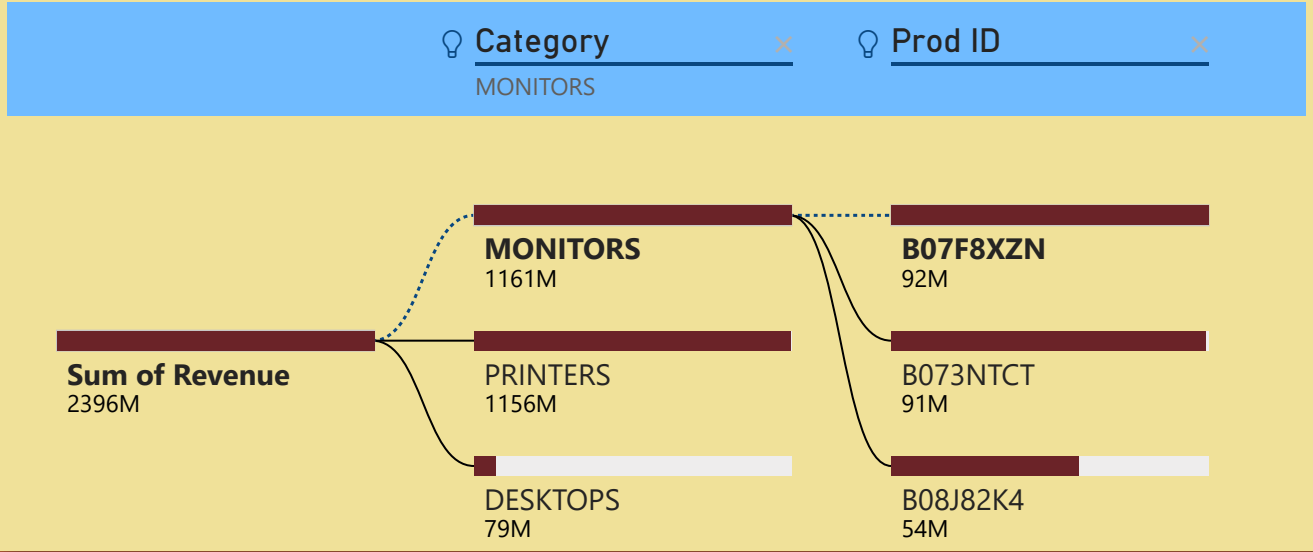 Category
Prod ID
MONITORS
MONITORS
1161M
B07F8XZN
92M
Sum of Revenue
2396M
PRINTERS
1156M
B073NTCT
91M
DESKTOPS
79M
B08J82K4
54M